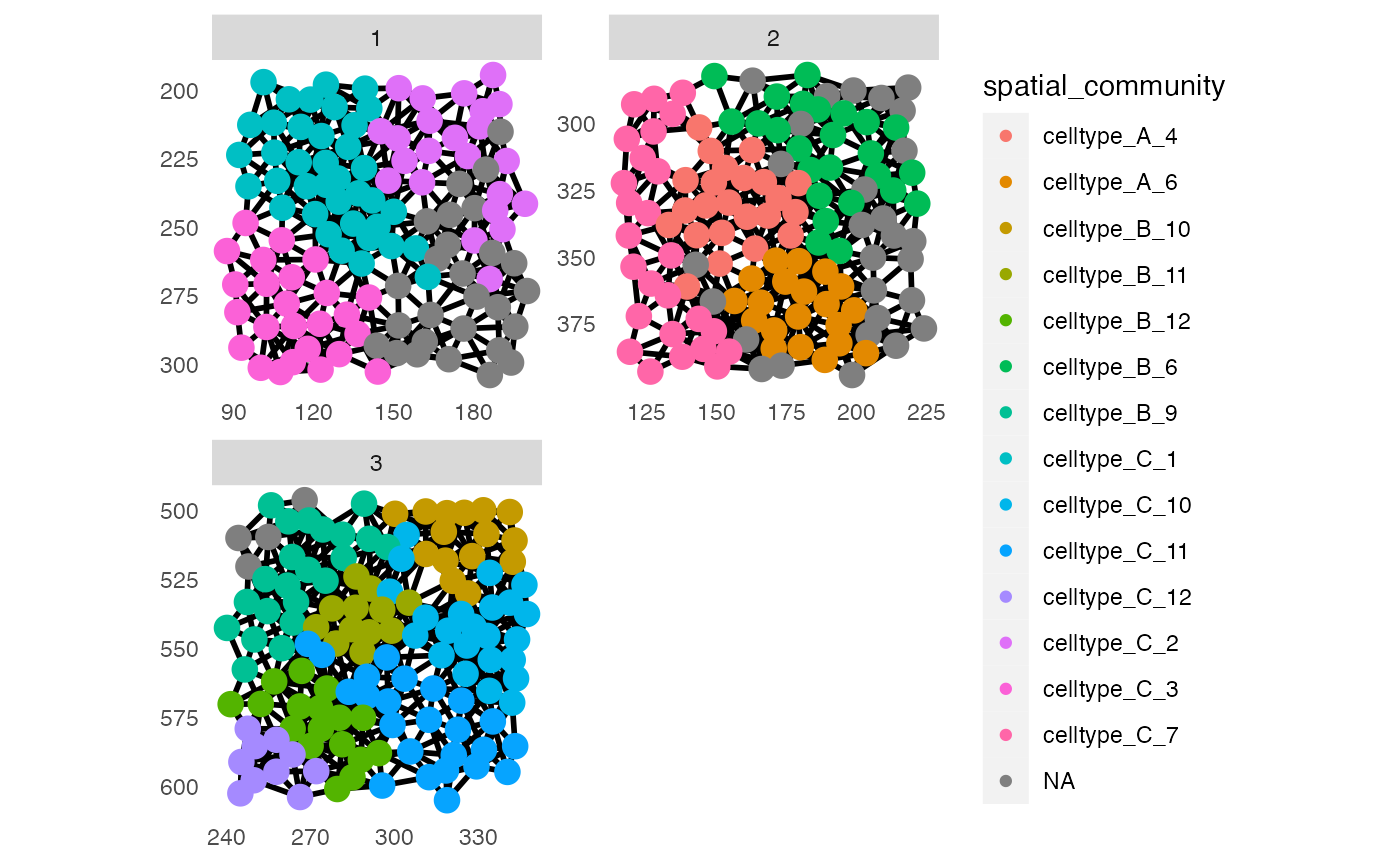 1
200
225
250
275
300
90 120 150 180
2
300
325
350
375
125 150 175 200 225
3
500
525
550
575
600
240 270 300 330
spatial_community
celltype_A_4
celltype_A_6
celltype_B_10
celltype_B_11
celltype_B_12
celltype_B_6
celltype_B_9
celltype_C_1
celltype_C_10
celltype_C_11
celltype_C_12
celltype_C_2
celltype_C_3
celltype_C_7
NA